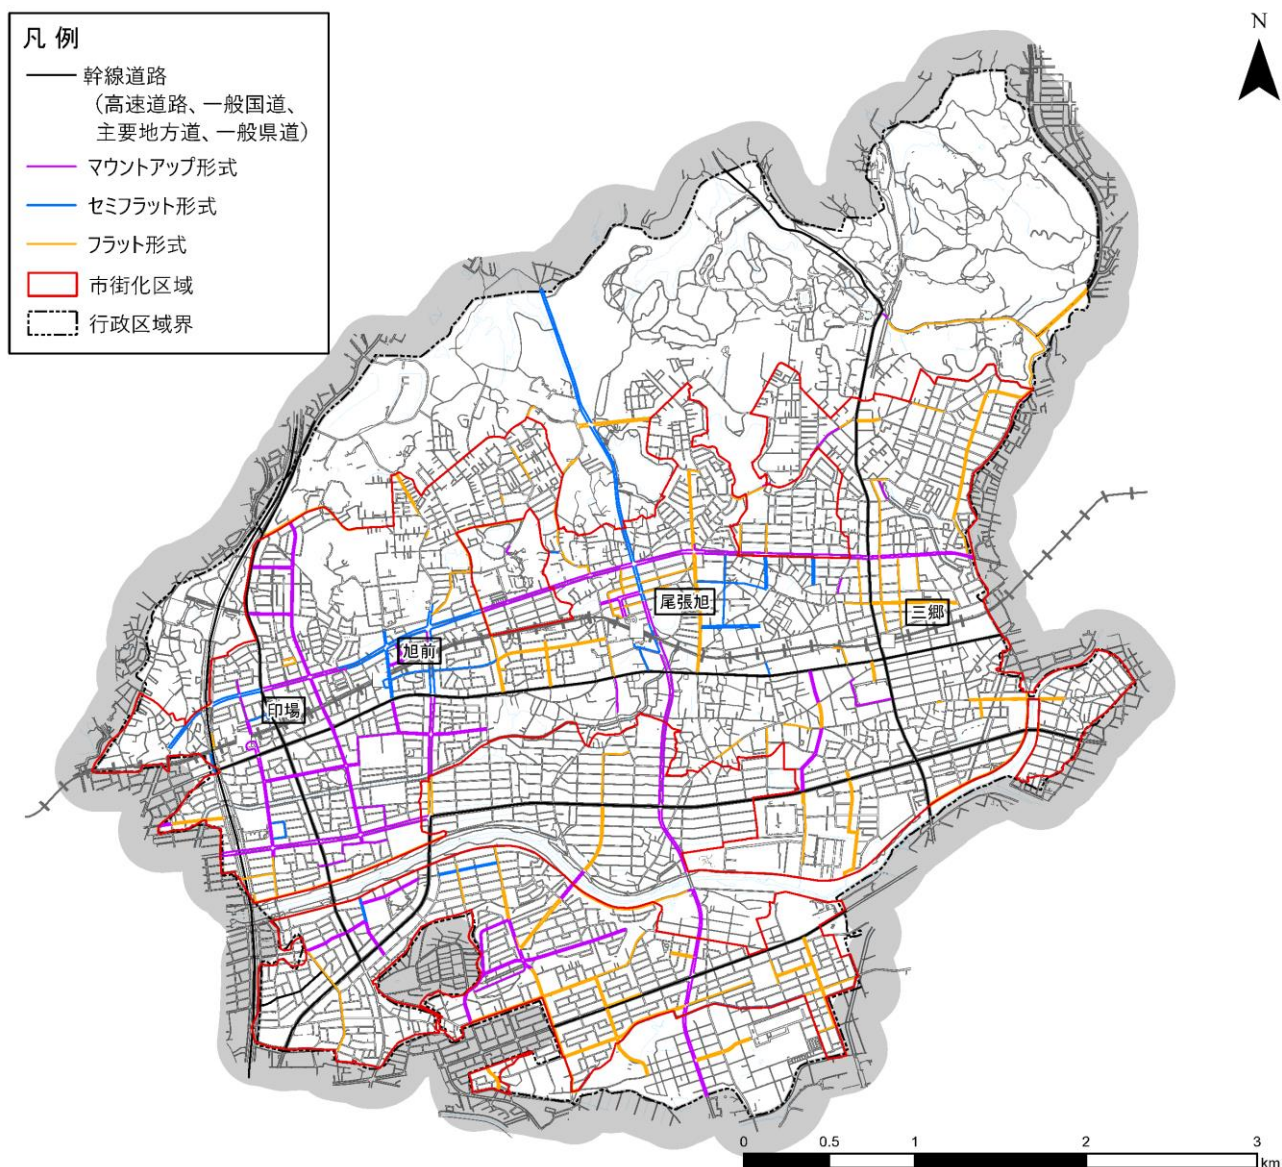 凡 例
幹線道路
（高速道路、一般国道、
主要地方道、一般県道）
マウントアップ形式
セミフラット形式
フラット形式
市街化区域
行政区域界
N
尾張旭
三郷
旭前
印場
0 0.5 1 2 3
km